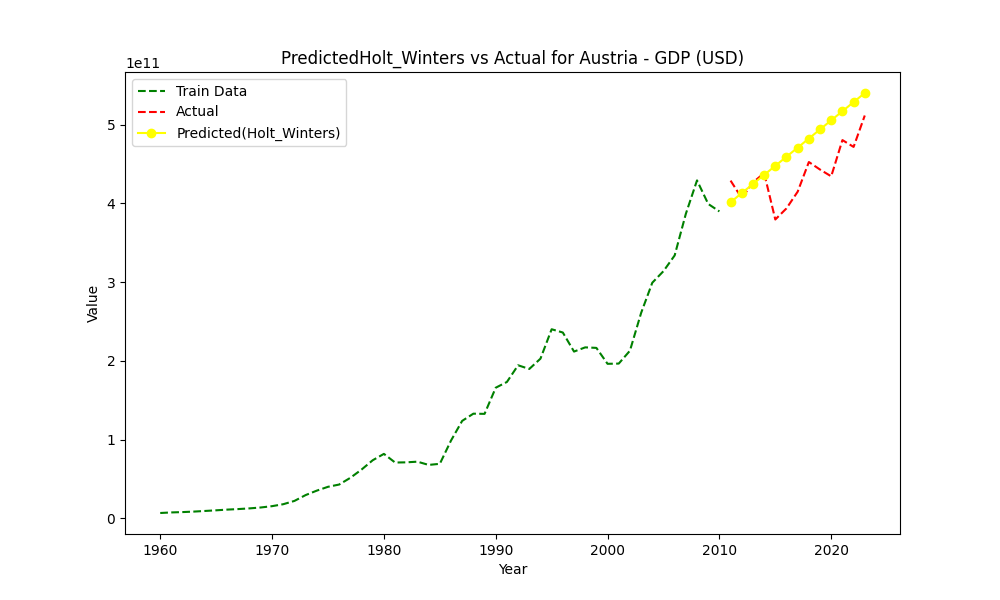 PredictedHolt_Winters vs Actual for Austria - GDP (USD)
1e11
Train Data
Actual
Predicted(Holt_Winters)
5
4
3
2
1
0
Value
1960 1970 1980 1990 2000 2010 2020
Year